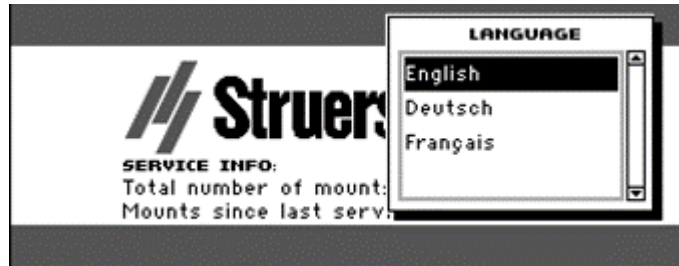 LANGUAGE
English
Deutsch
Français
Struers
SERVICE INFO:
Total number of mount
Mounts since last serv